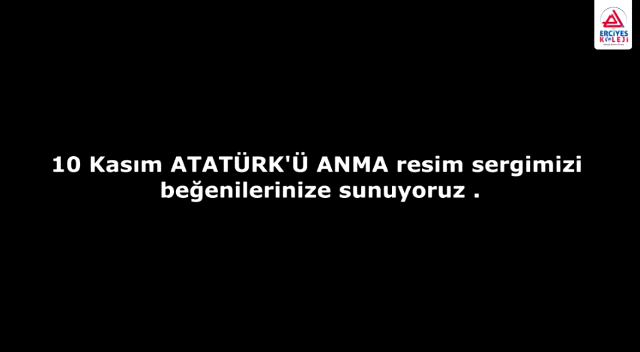 ERCİYES
KOLEJİ
10 Kasım ATATÜRK'Ü ANMA resim sergimizi
beğenilerinize sunuyoruz .